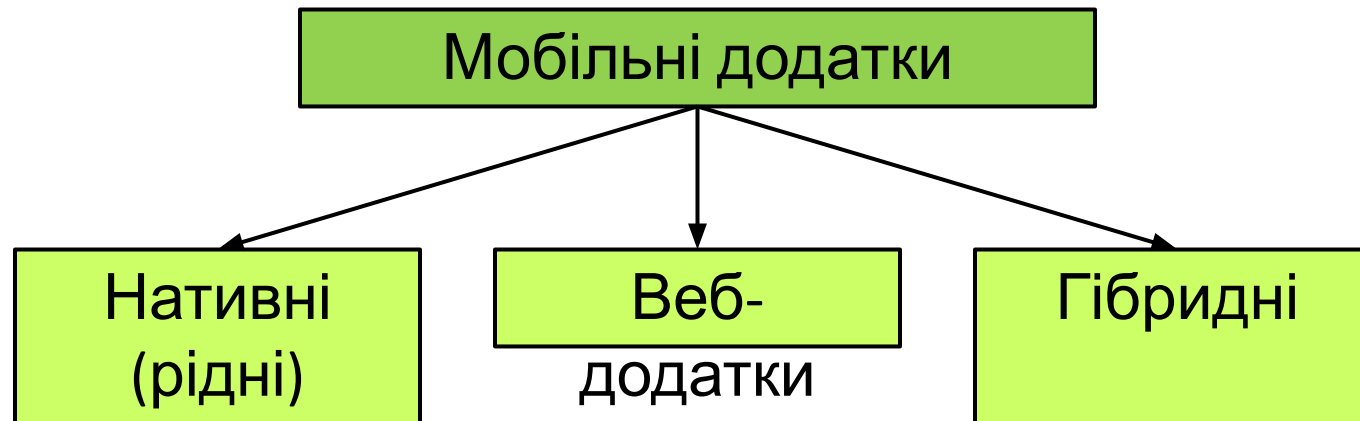 Мобільні додатки
Нативні
(рідні)
Веб-
додатки
Гібридні